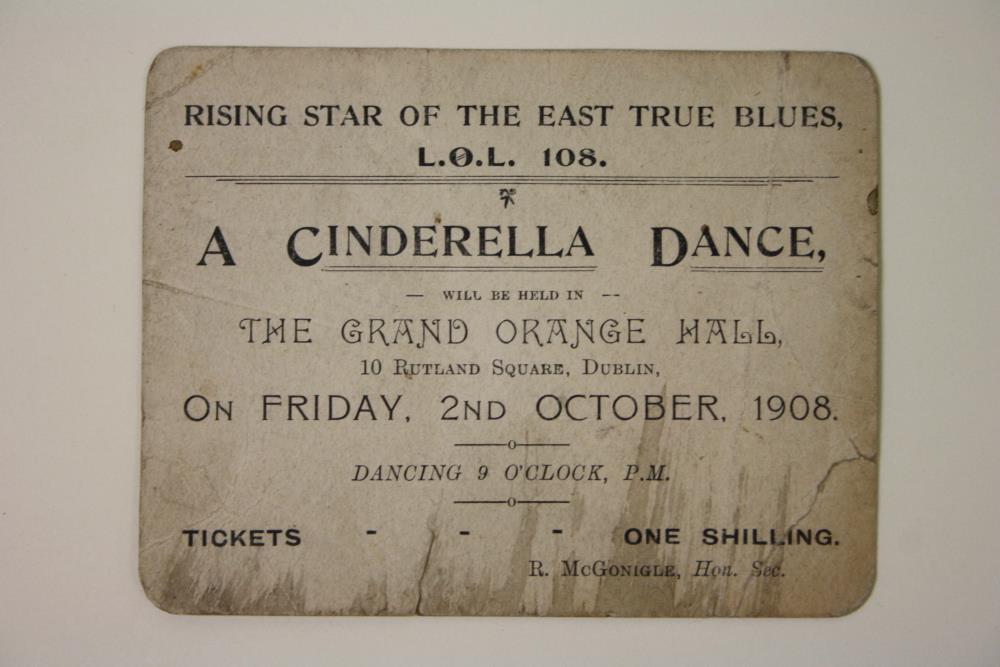 RISING STAR OF THE EAST TRUE BLUES,
L.O.L. 108.
A CINDERELLA DANCE,
— WILL BE HELD IN —
THE GRAND ORANGE HALL,
10 RUTLAND SQUARE, DUBLIN,
ON FRIDAY, 2ND OCTOBER, 1908.
DANCING 9 O'CLOCK, P.M.
TICKETS - - - ONE SHILLING.
R. MCGONIGLE, Hon. Sec.